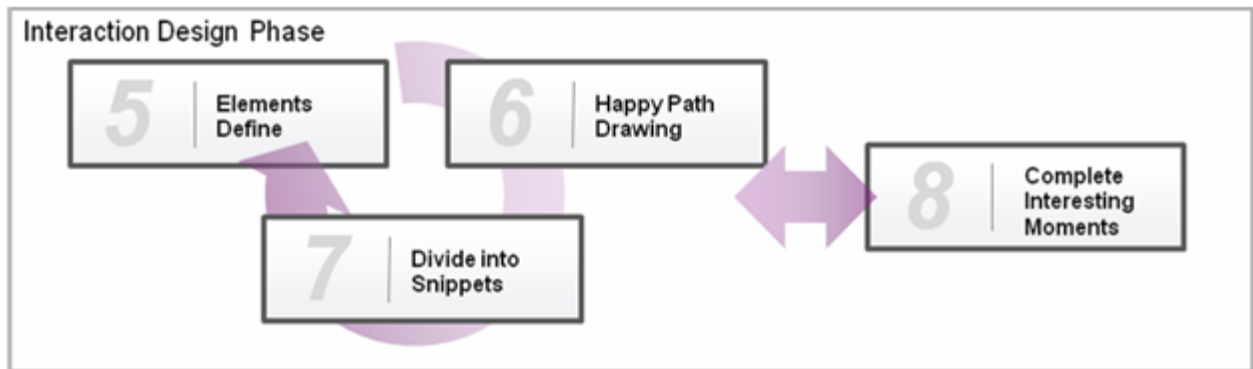 Interaction Design Phase
5
Elements
Define
6
Happy Path
Drawing
7
Divide into
Snippets
8
Complete
Interesting
Moments